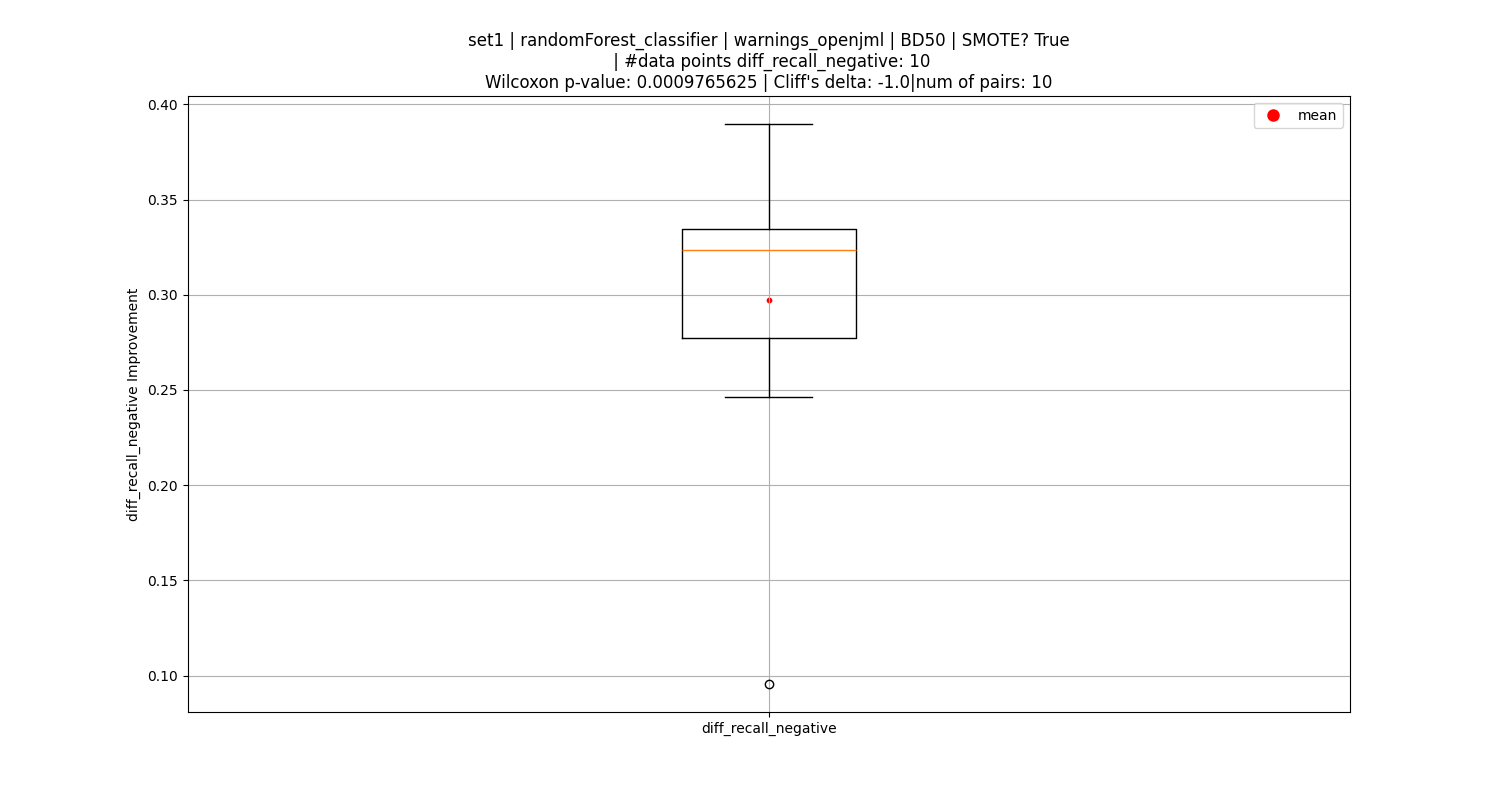 set1 | randomForest_classifier | warnings_openjml | BD50 | SMOTE? True
| #data points diff_recall_negative: 10
Wilcoxon p-value: 0.0009765625 | Cliff's delta: -1.0|num of pairs: 10
mean
0.40
0.35
0.30
0.25
0.20
0.15
0.10
diff_recall_negative Improvement
diff_recall_negative